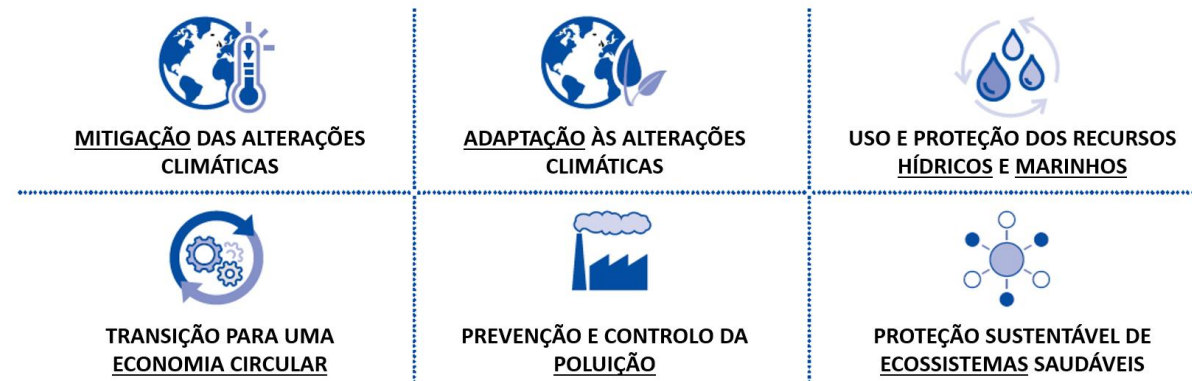 MITIGAÇÃO DAS ALTERAÇÕES
CLIMÁTICAS
ADAPTAÇÃO ÀS ALTERAÇÕES
CLIMÁTICAS
USO E PROTEÇÃO DOS RECURSOS
HÍDRICOS E MARINHOS
TRANSIÇÃO PARA UMA
ECONOMIA CIRCULAR
PREVENÇÃO E CONTROLO DA
POLUIÇÃO
PROTEÇÃO SUSTENTÁVEL DE
ECOSSISTEMAS SAUDÁVEIS